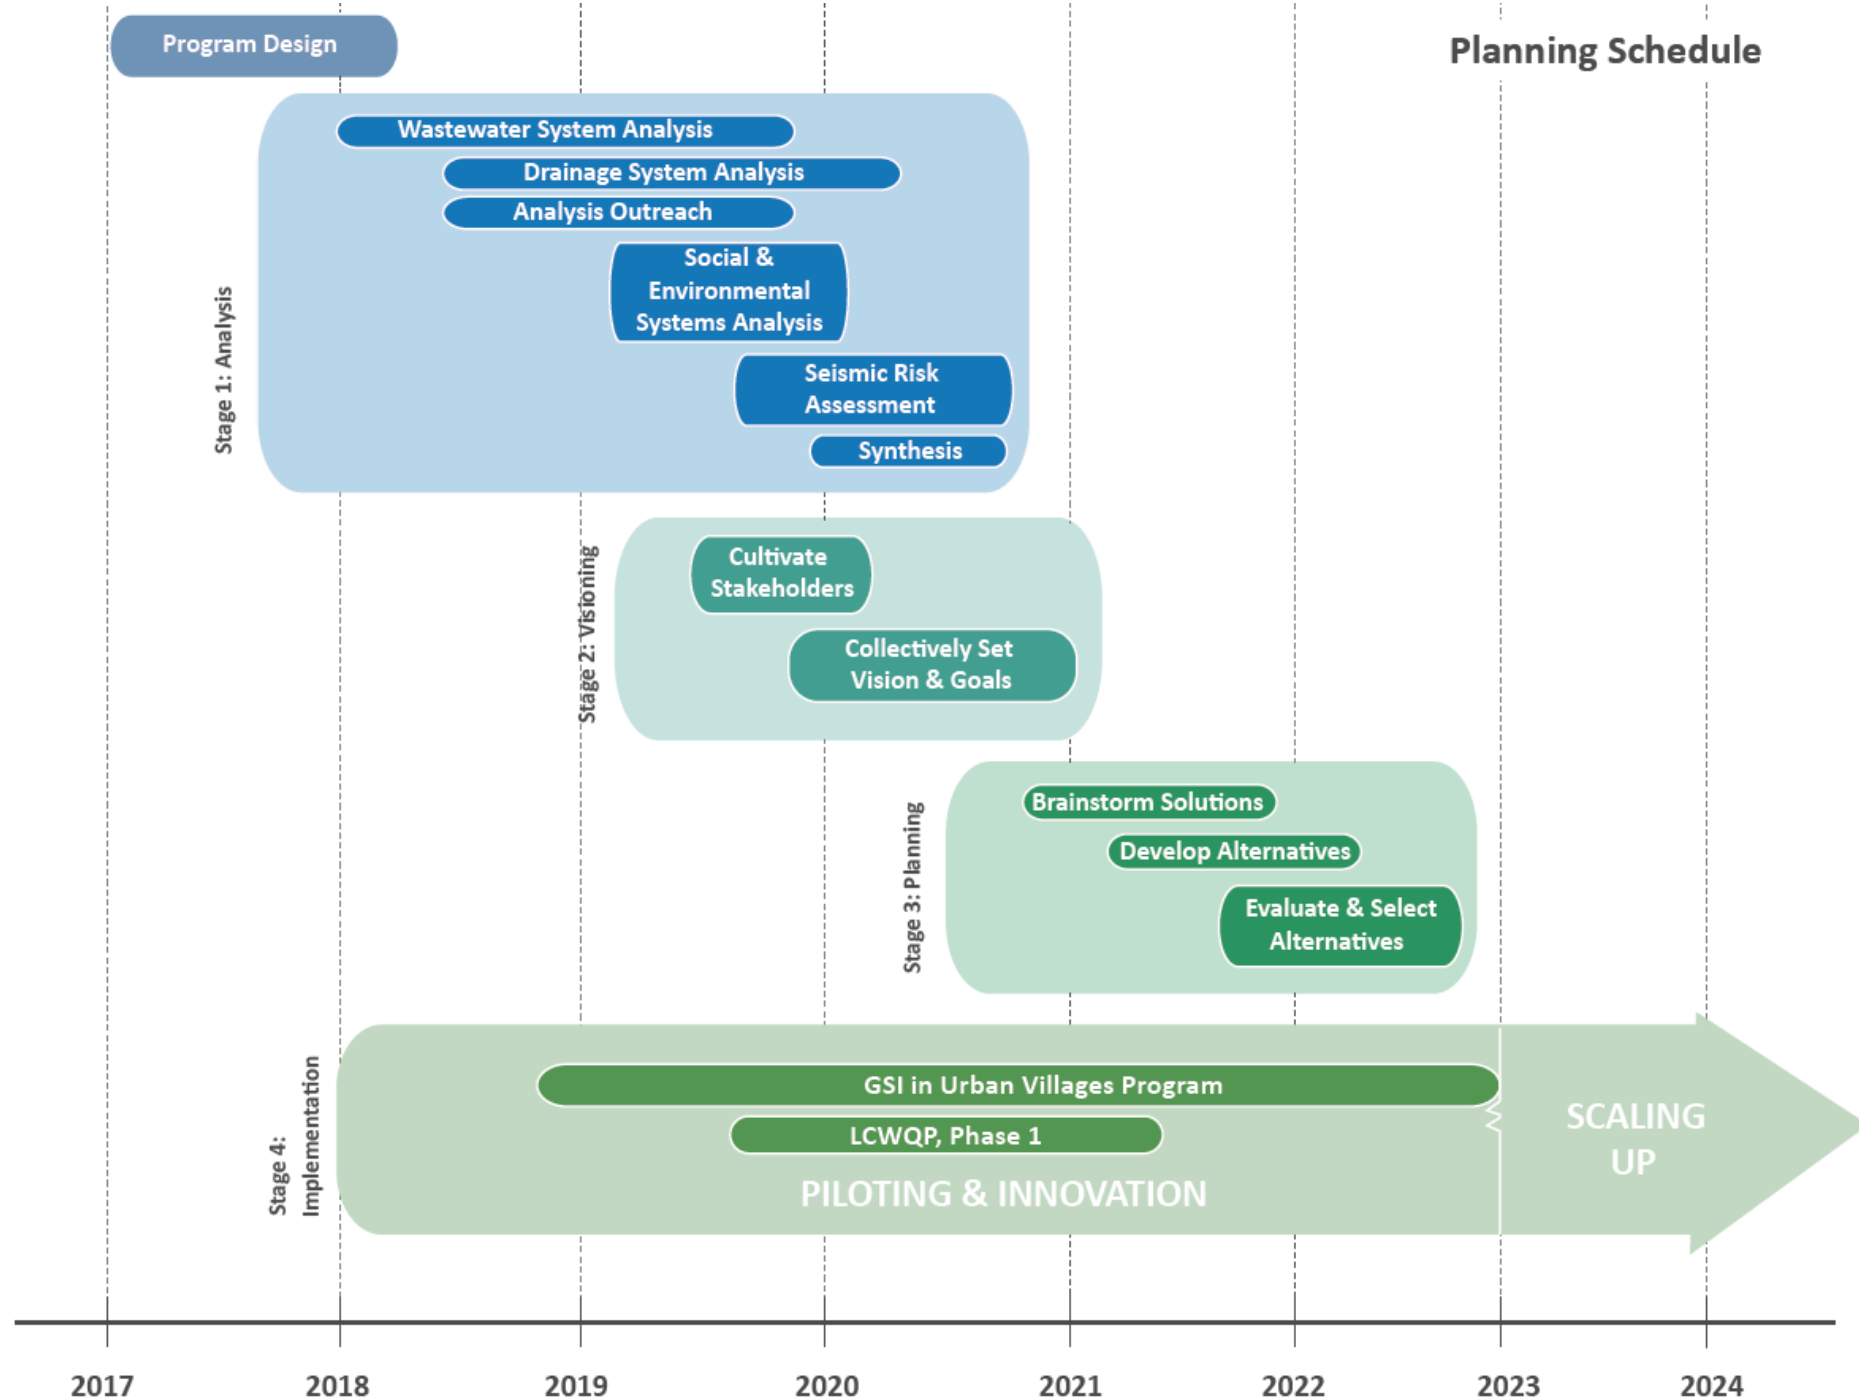 Program Design
Planning Schedule
Stage 1: Analysis
Wastewater System Analysis
Drainage System Analysis
Analysis Outreach
Social &
Environmental
Systems Analysis
Seismic Risk
Assessment
Synthesis
Stage 2: Visioning
Cultivate
Stakeholders
Collectively Set
Vision & Goals
Stage 3: Planning
Brainstorm Solutions
Develop Alternatives
Evaluate & Select
Alternatives
Stage 4:
Implementation
GSI in Urban Villages Program
LCWQP, Phase 1
PILOTING & INNOVATION
SCALING
UP
2017 2018 2019 2020 2021 2022 2023 2024